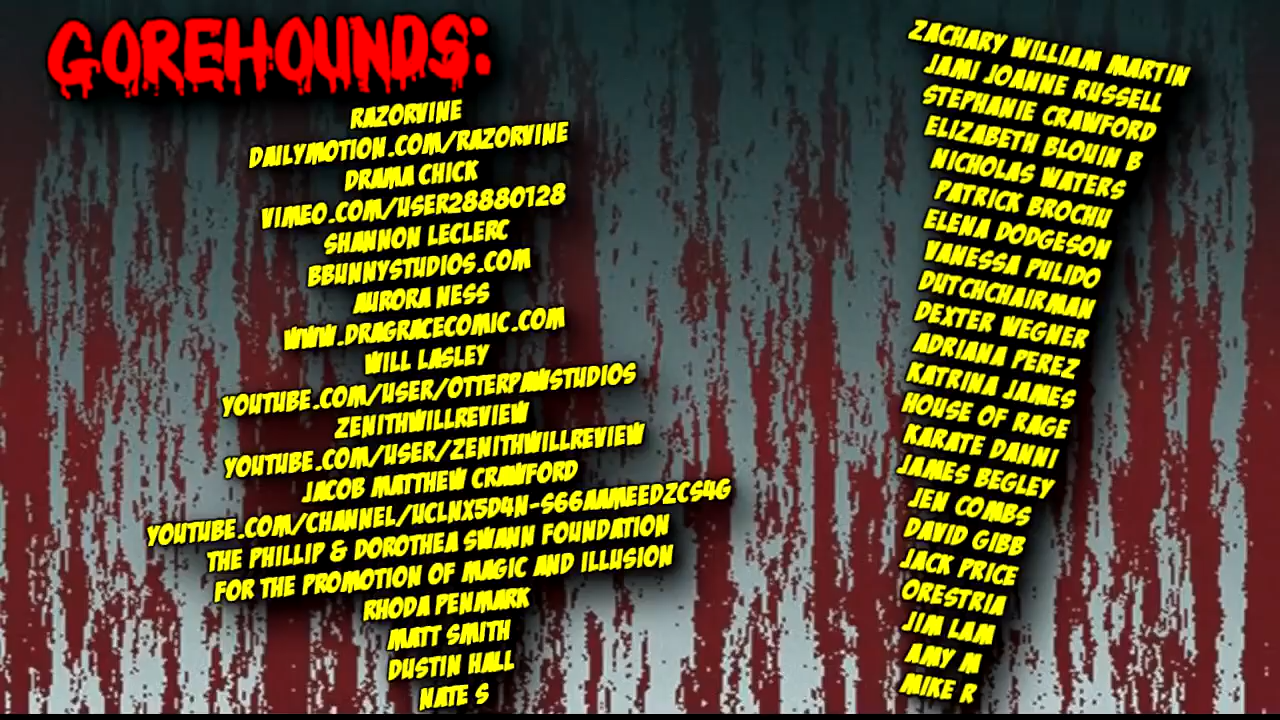 GOREHOUNDS:
RAZORVINE
DAILYMOTION.COM/RAZORVINE
DRAMA CHICK
VIMEO.COM/USER28880128
SHANNON LECLERC
BBUNNYSTUDIOS.COM
AURORA NESS
WWW.DRAGRACECOMIC.COM
WILL LASLEY
YOUTUBE.COM/USER/OTTERPAWSTUDIOS
ZENITHWILLREVIEW
YOUTUBE.COM/USER/ZENITHWILLREVIEW
JACOB MATTHEW CRAWFORD
YOUTUBE.COM/CHANNEL/UCLNX5D4N-S66AAMEEDZCS4G
THE PHILLIP & DOROTHEA SWANN FOUNDATION
FOR THE PROMOTION OF MAGIC AND ILLUSION
RHODA PENMARK
MATT SMITH
DUSTIN HALL
NATE S
ZACHARY WILLIAM MARTIN
JAMI JOANNE RUSSELL
STEPHANIE CRAWFORD
ELIZABETH BLOUIN B
NICHOLAS WATERS
PATRICK BROCHU
ELENA DODGESON
VANESSA PULIDO
DUTCHCHAIRMAN
DEXTER WEGNER
ADRIANA PEREZ
KATRINA JAMES
HOUSE OF RAGE
KARATE DANNI
JAMES BEGLEY
JEN COMBS
DAVID GIBB
JACK PRICE
ORESTRIA
JIM LAM
AMY M
MIKE R